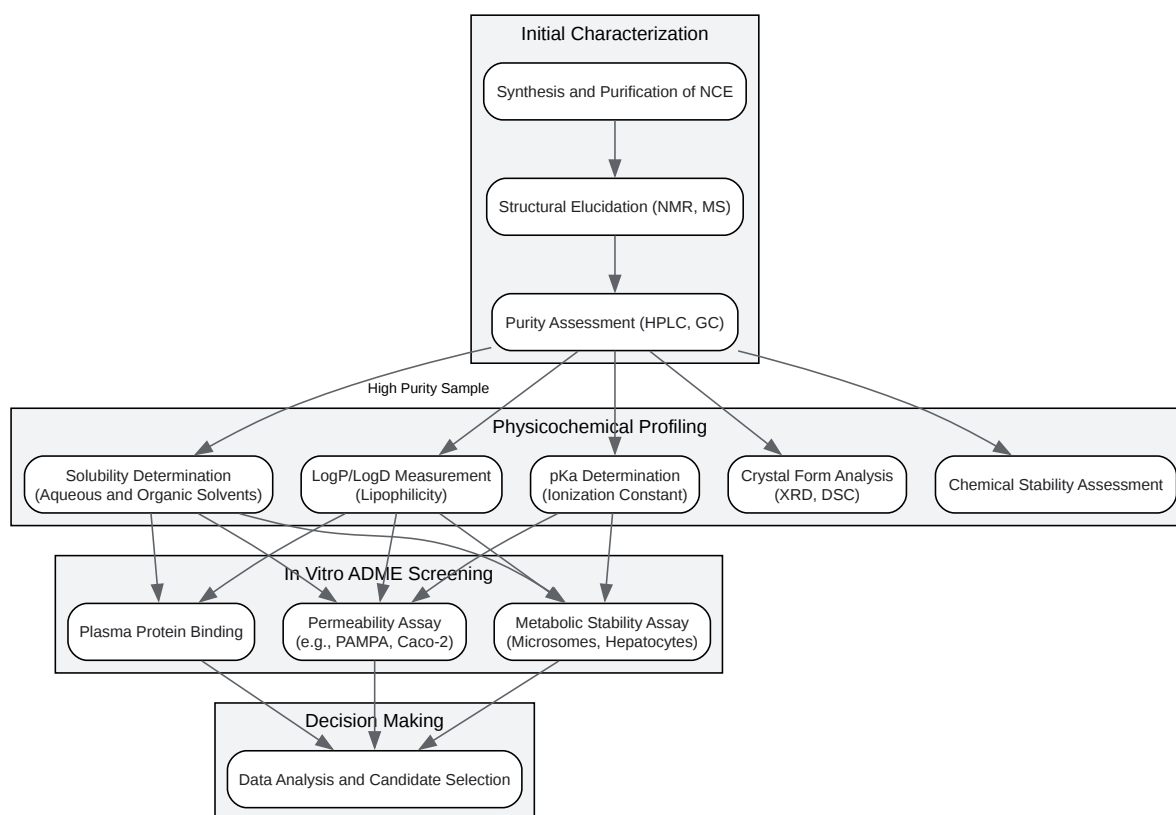 Initial Characterization
Synthesis and Purification of NCE
Structural Elucidation (NMR, MS)
Purity Assessment (HPLC, GC)
High Purity Sample
Physicochemical Profiling
Solubility Determination
(Aqueous and Organic Solvents)
LogP/LogD Measurement
(Lipophilicity)
pKa Determination
(Ionization Constant)
Crystal Form Analysis
(XRD, DSC)
Chemical Stability Assessment
In Vitro ADME Screening
Plasma Protein Binding
Permeability Assay
(e.g., PAMPA, Caco-2)
Metabolic Stability Assay
(Microsomes, Hepatocytes)
Decision Making
Data Analysis and Candidate Selection